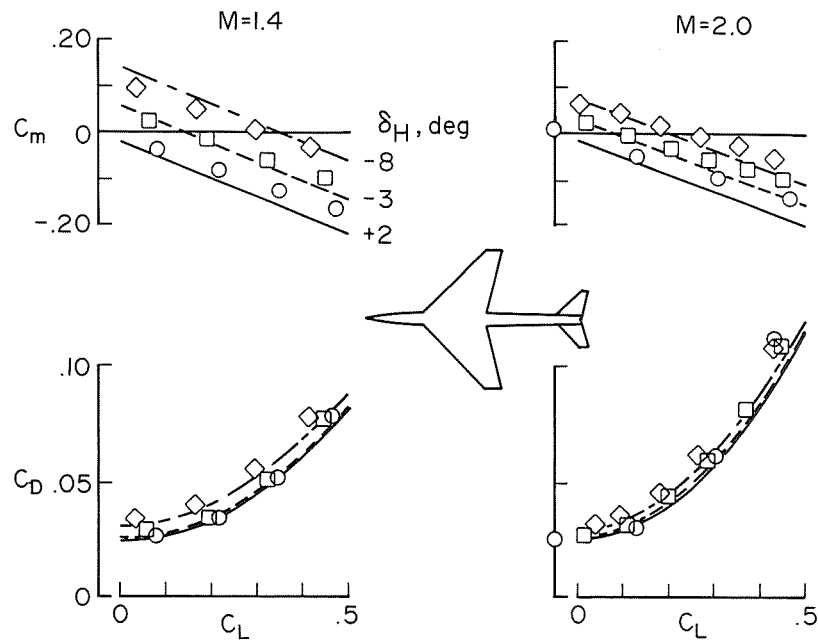 M=1.4
M=2.0
.20
C_m
0
-.20
δ_H, deg
-8
-3
+2
.10
C_D
.05
0
0
C_L
.5
0
C_L
.5